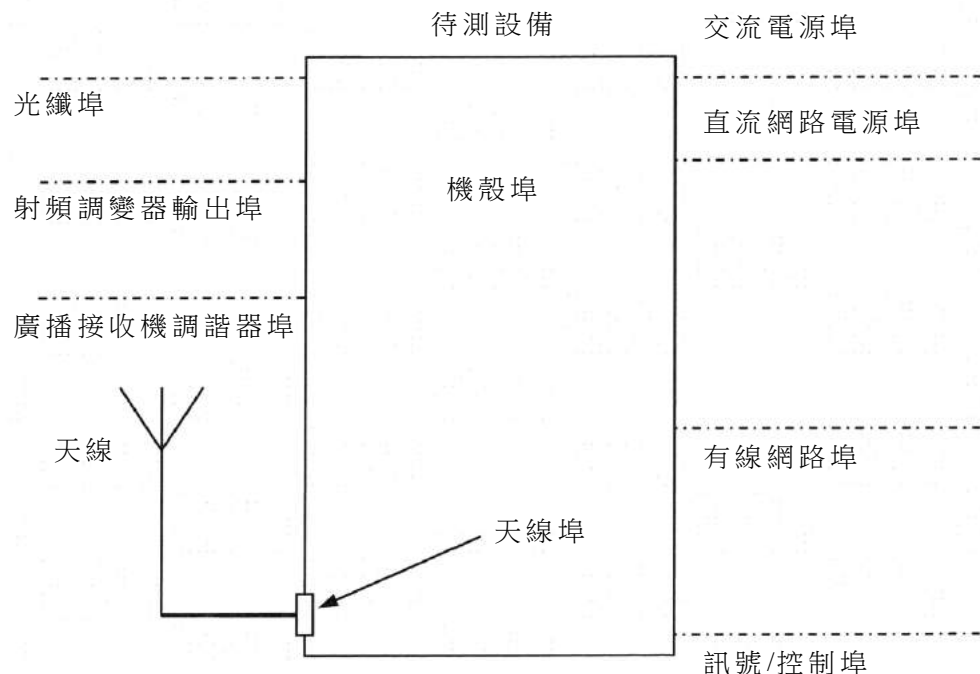 待測設備
交流電源埠
光纖埠
直流網路電源埠
機殼埠
射頻調變器輸出埠
廣播接收機調諧器埠
天線
有線網路埠
天線埠
訊號/控制埠